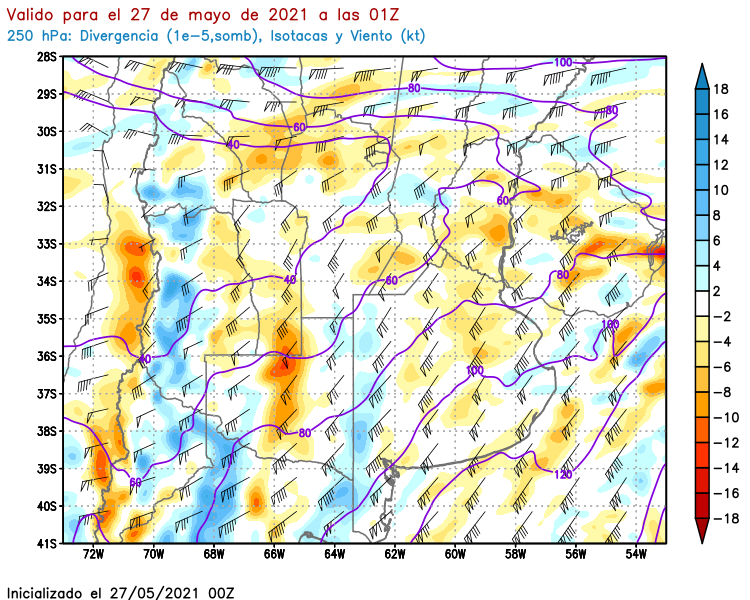 Valido para el 27 de mayo de 2021 a las 01Z
250 hPa: Divergencia (1e-5,somb), Isotacas y Viento (kt)
28S
29S
30S
31S
32S
33S
34S
35S
36S
37S
38S
39S
40S
41S
72W 70W 68W 66W 64W 62W 60W 58W 56W 54W
100
80
80
60
40
60
40
60
80
100
40
100
80
60
120
18
14
12
10
8
6
4
2
-2
-4
-6
-8
-10
-12
-14
-16
-18
Inicializado el 27/05/2021 00Z